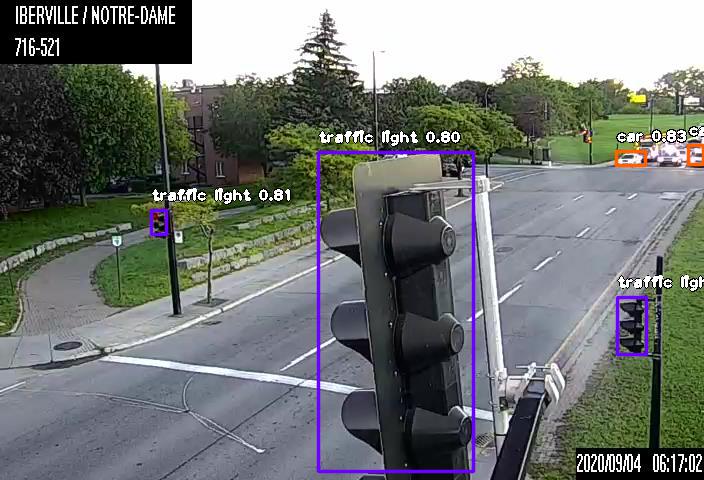 IBERVILLE / NOTRE-DAME
716-521
traffic light 0.80
car 0.83
traffic light 0.81
2020/09/04 06:17:02